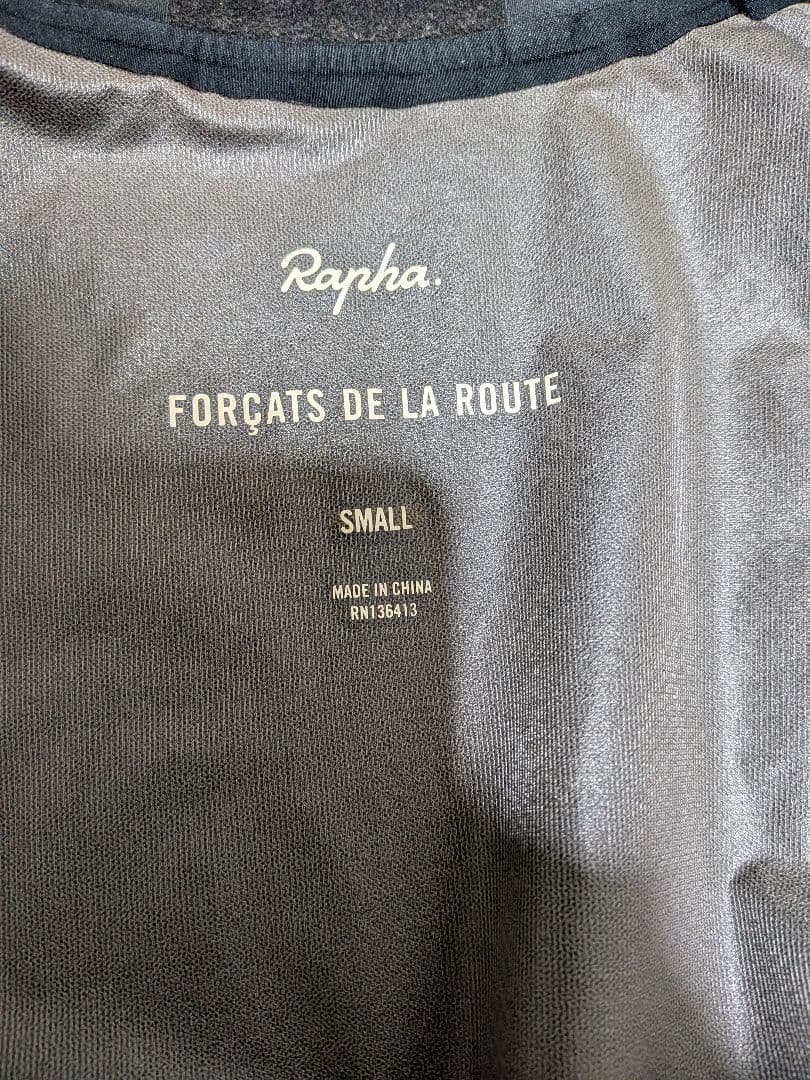 Rapha.
FORÇATS DE LA ROUTE
SMALL
MADE IN CHINA
RN136413